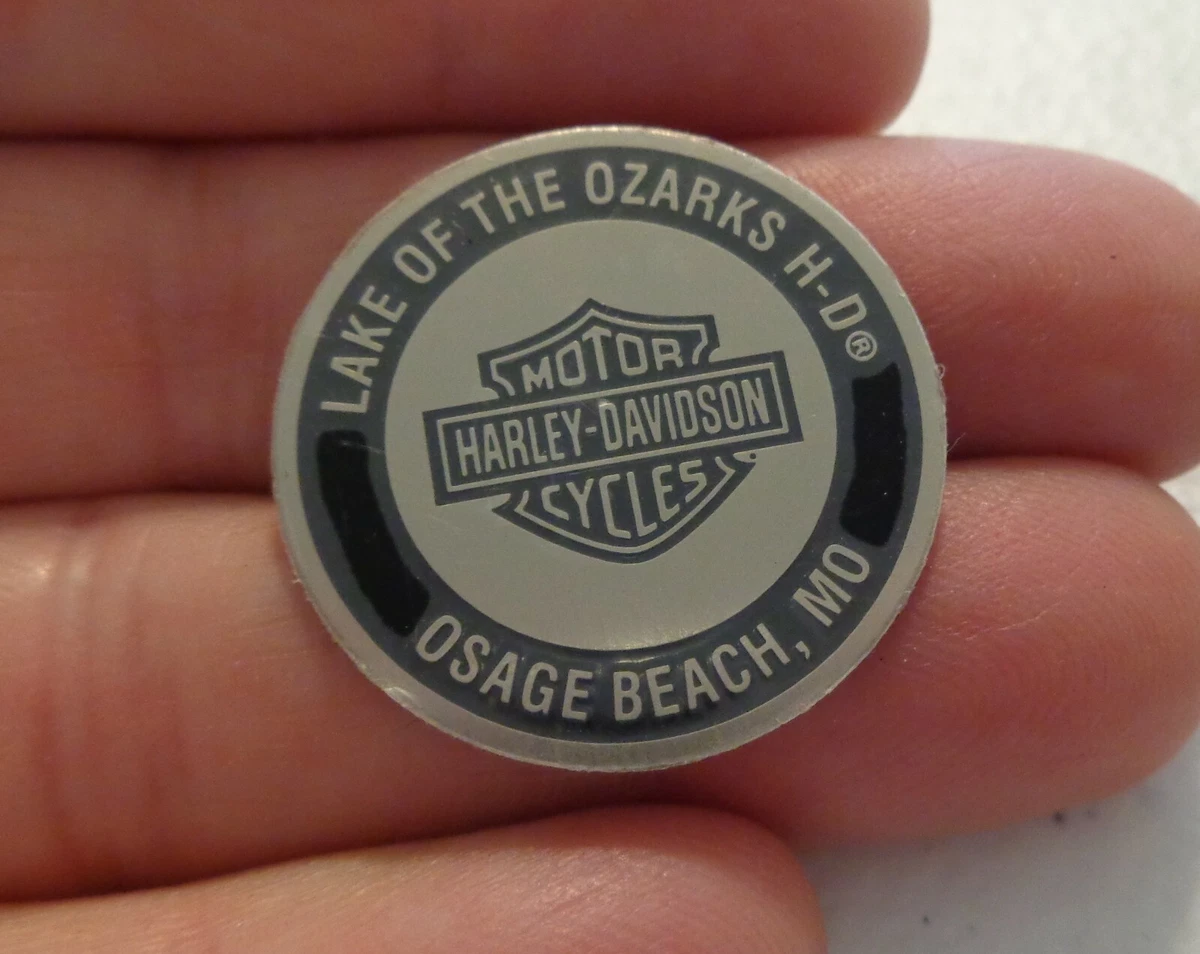 LAKE OF THE OZARKS H-D®
MOTOR
HARLEY-DAVIDSON
CYCLES
OSAGE BEACH, MO